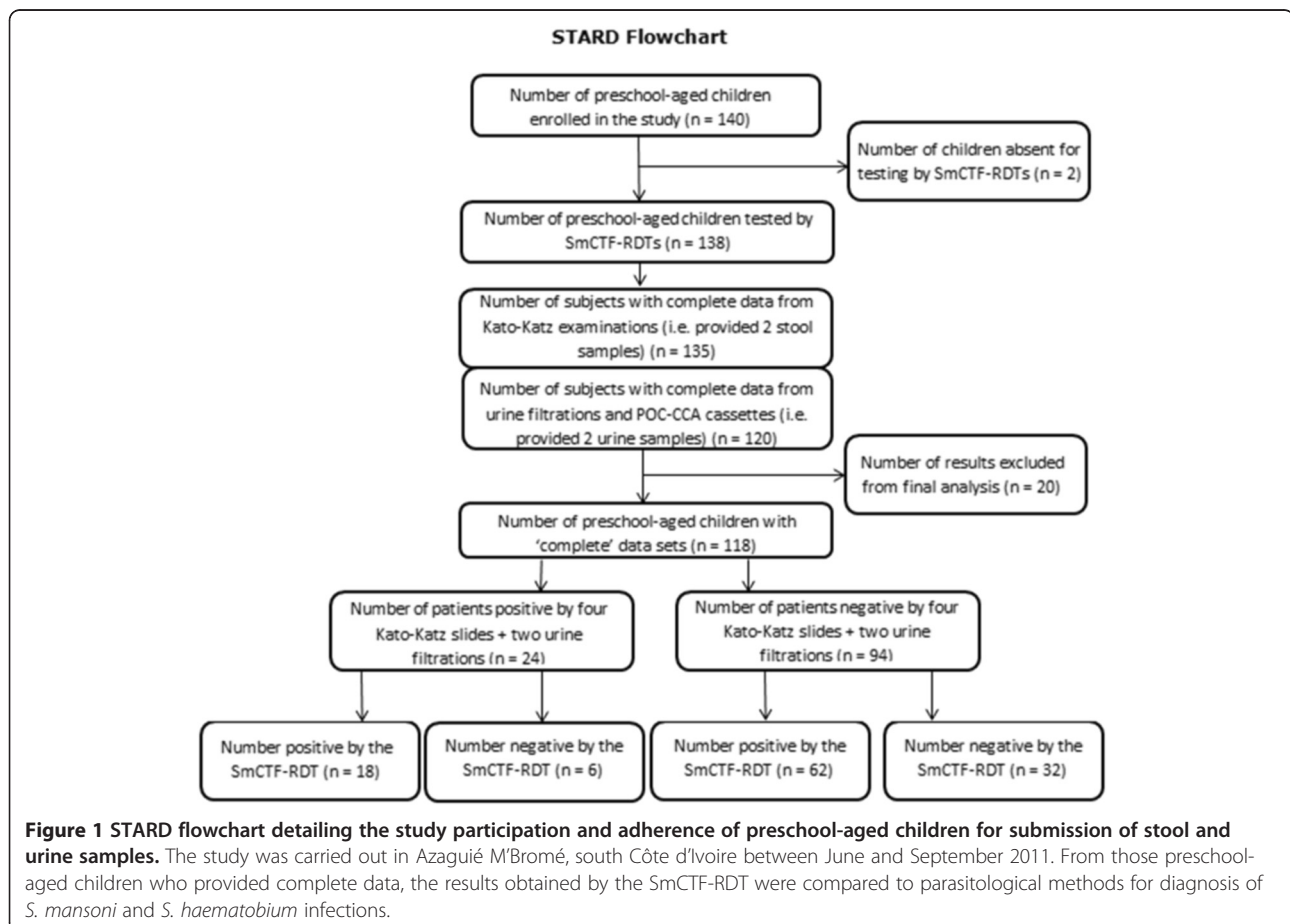 STARD Flowchart
Number of preschool-aged children
enrolled in the study (n = 140)
Number of children absent for
testing by SmCTF-RDTs (n = 2)
Number of preschool-aged children tested by
SmCTF-RDTs (n = 138)
Number of subjects with complete data from
Kato-Katz examinations (i.e. provided 2 stool
samples) (n = 135)
Number of subjects with complete data from
urine filtrations and POC-CCA cassettes (i.e.
provided 2 urine samples) (n = 120)
Number of results excluded
from final analysis (n = 20)
Number of preschool-aged children with
‘complete’ data sets (n = 118)
Number of patients positive by four
Kato-Katz slides + two urine
filtrations (n = 24)
Number of patients negative by four
Kato-Katz slides + two urine
filtrations (n = 94)
Number positive by the
SmCTF-RDT (n = 18)
Number negative by the
SmCTF-RDT (n = 6)
Number positive by the
SmCTF-RDT (n = 62)
Number negative by the
SmCTF-RDT (n = 32)
Figure 1 STARD flowchart detailing the study participation and adherence of preschool-aged children for submission of stool and
urine samples. The study was carried out in Azaguié M’Bromé, south Côte d’Ivoire between June and September 2011. From those preschool-
aged children who provided complete data, the results obtained by the SmCTF-RDT were compared to parasitological methods for diagnosis of
S. mansoni and S. haematobium infections.